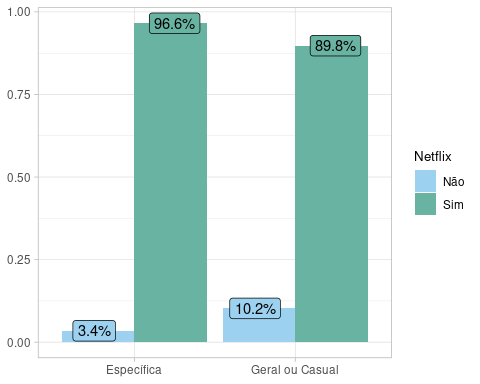 1.00
0.75
0.50
0.25
0.00
96.6%
89.8%
3.4%
10.2%
Específica
Geral ou Casual
Netflix
Não
Sim